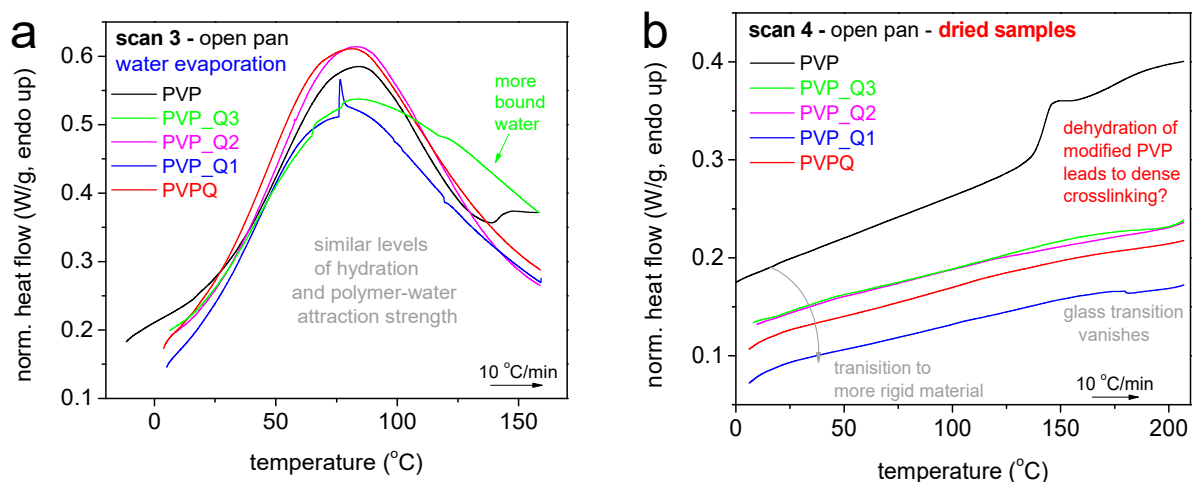 a
scan 3 - open pan
water evaporation
PVP
PVP_Q3
PVP_Q2
PVP_Q1
PVPQ
more
bound
water
similar levels
of hydration
and polymer-water
attraction strength
10 °C/min
norm. heat flow (W/g, endo up)
0.6
0.5
0.4
0.3
0.2
0.1
0
50
100
150
temperature (°C)
b
scan 4 - open pan - dried samples
PVP
PVP_Q3
PVP_Q2
PVP_Q1
PVPQ
dehydration of
modified PVP
leads to dense
crosslinking?
glass transition
vanishes
tranisition to
more rigid material
10 °C/min
norm. heat flow (W/g, endo up)
0.4
0.3
0.2
0.1
0
50
100
150
200
temperature (°C)